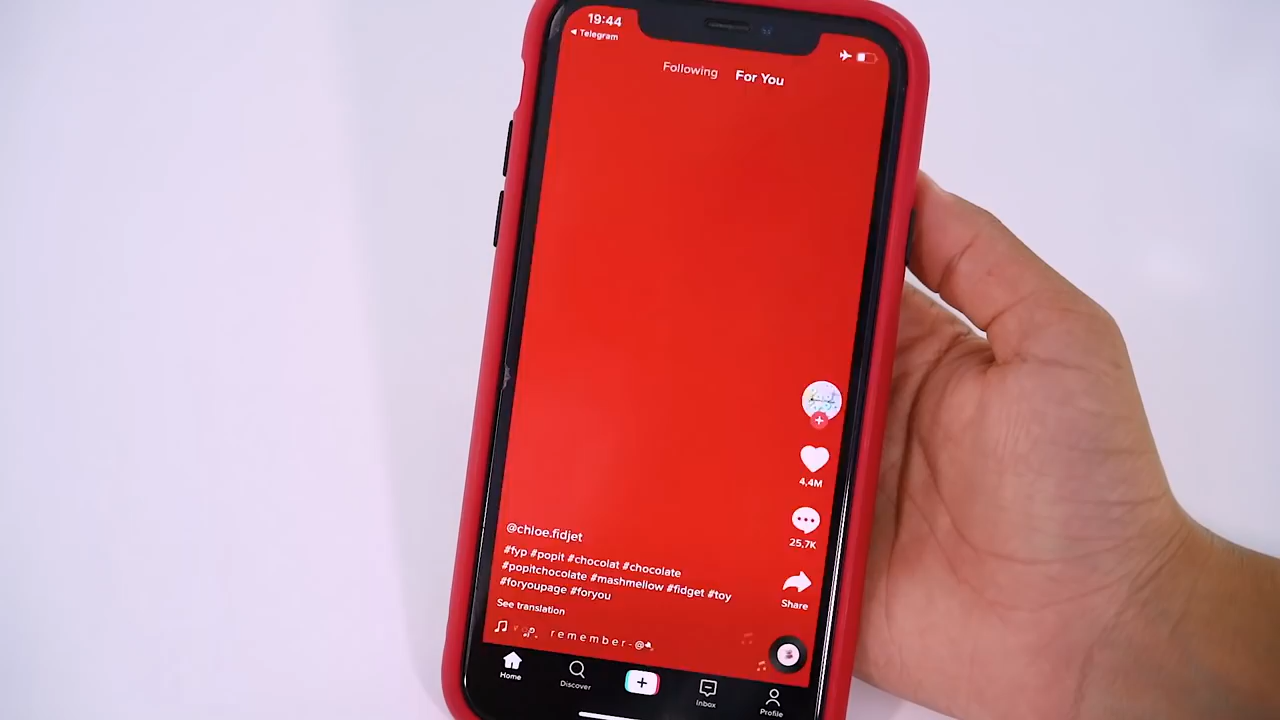 19:44
Telegram
Following For You
4,4M
25,7K
Share
@chloe.fidjet
#fyp #popit #chocolat #chocolate
#popitchocolate #mashmellow #fidget #toy
#foryoupage #foryou
See translation
r e m e m b e r - @
Home Discover Inbox Profile